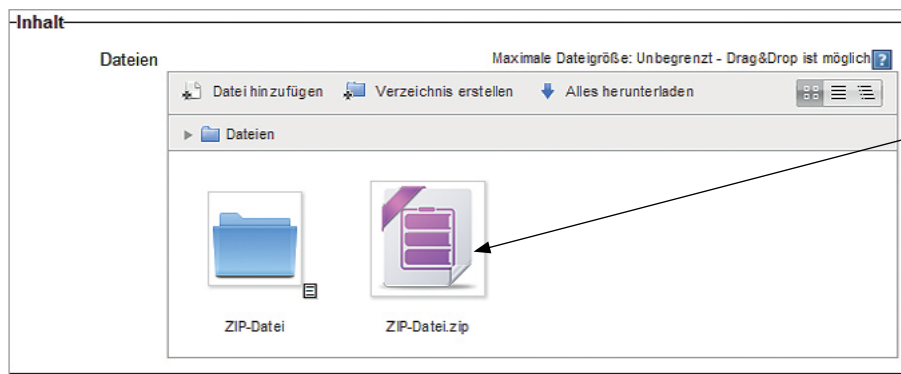 Inhalt
Dateien
Maximale Dateigröße: Unbegrenzt - Drag&Drop ist möglich ?
Datei hinzufügen Verzeichnis erstellen Alles herunterladen
Dateien
ZIP-Datei ZIP-Datei.zip